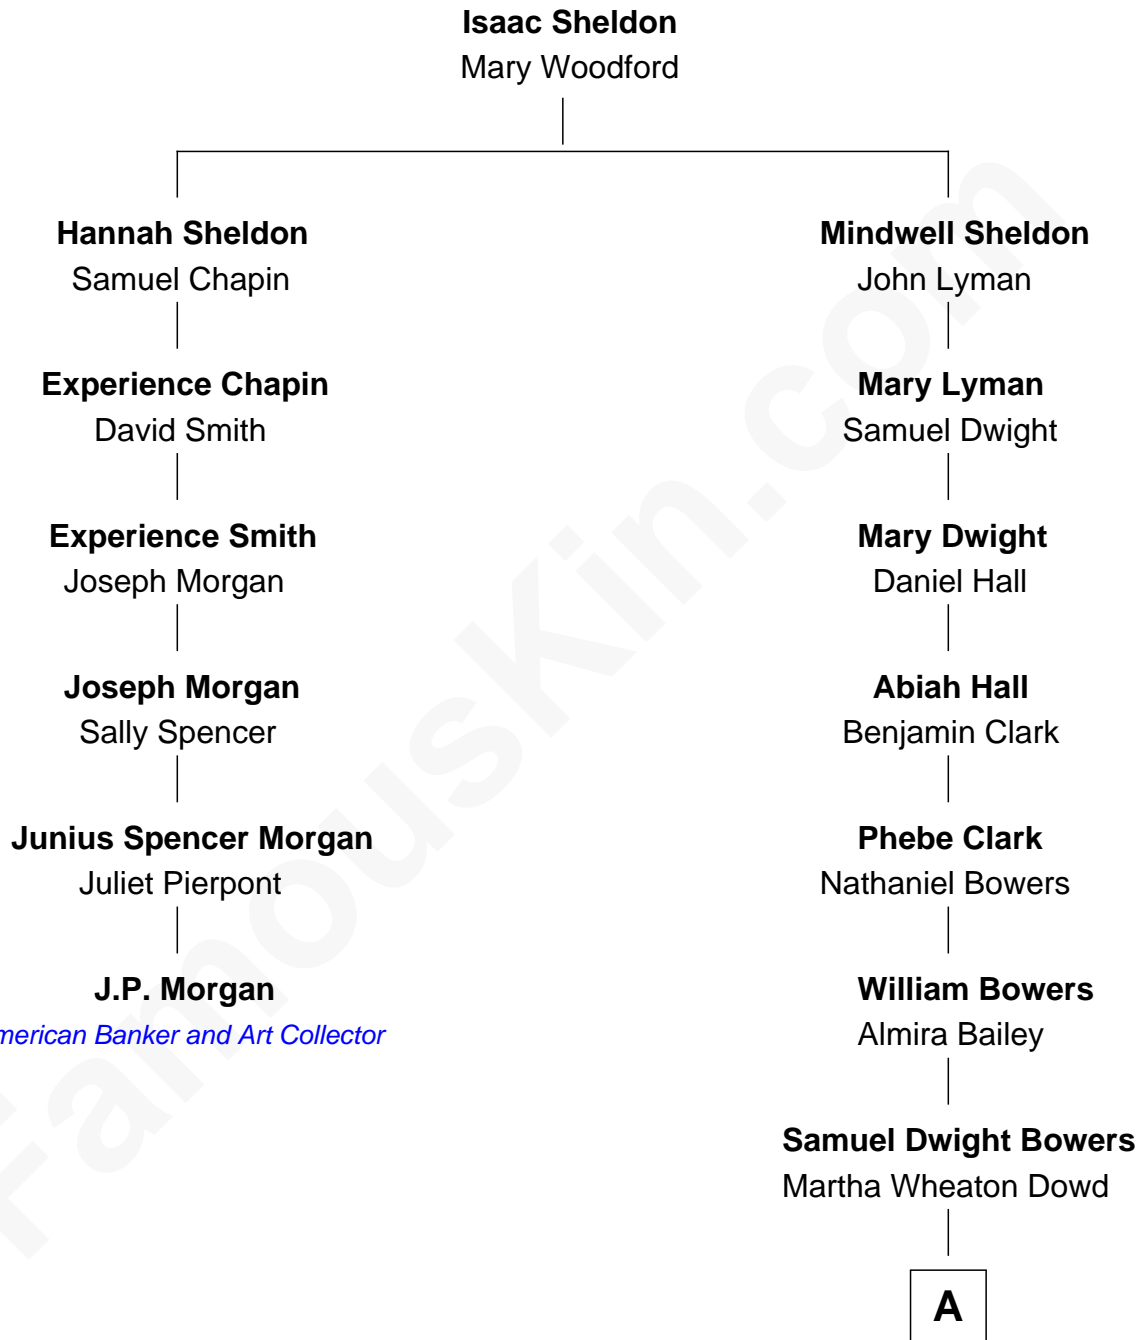 Isaac Sheldon
Mary Woodford
Hannah Sheldon
Samuel Chapin
Mindwell Sheldon
John Lyman
Experience Chapin
David Smith
Mary Lyman
Samuel Dwight
Experience Smith
Joseph Morgan
Mary Dwight
Daniel Hall
Joseph Morgan
Sally Spencer
Abiah Hall
Benjamin Clark
Junius Spencer Morgan
Juliet Pierpont
Phebe Clark
Nathaniel Bowers
J.P. Morgan
merican Banker and Art Collector
William Bowers
Almira Bailey
Samuel Dwight Bowers
Martha Wheaton Dowd
A
FamousKin.com